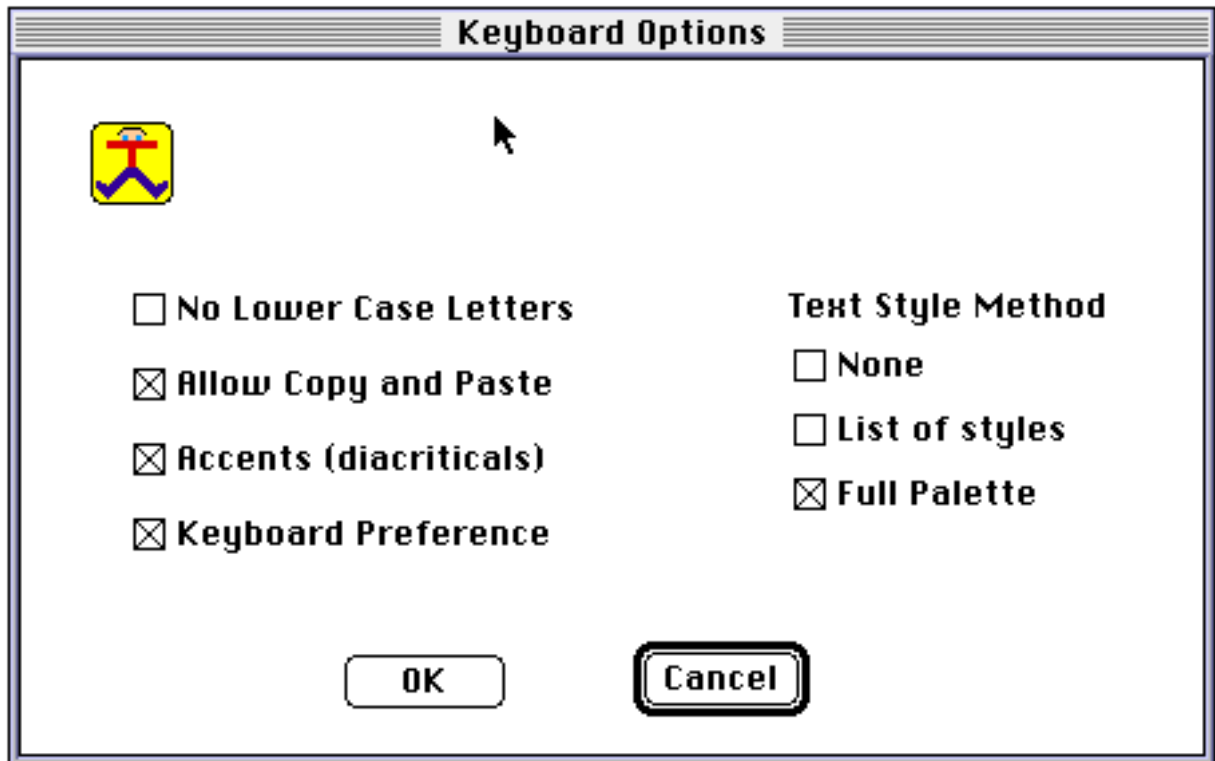 Keyboard Options
No Lower Case Letters
Allow Copy and Paste
Accents (diacriticals)
Keyboard Preference
Text Style Method
None
List of styles
Full Palette
OK
Cancel